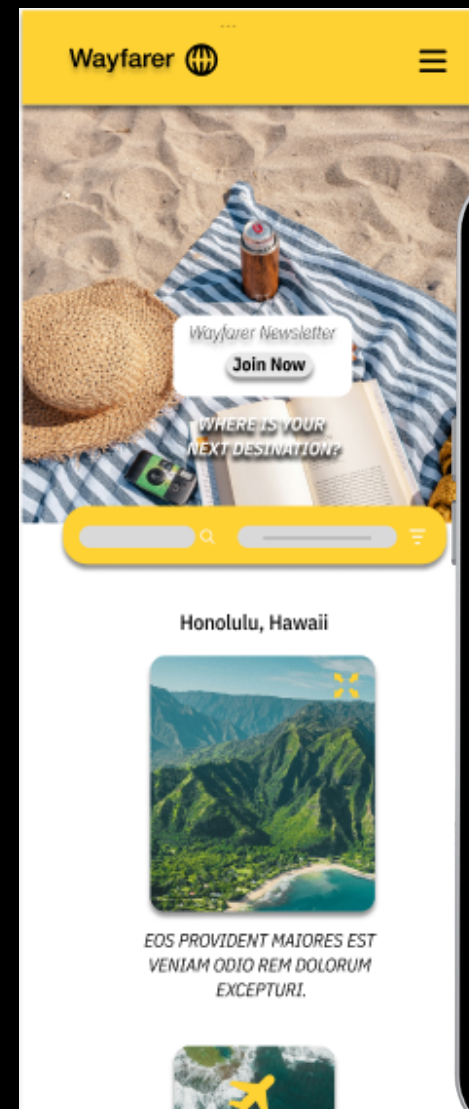 Wayfarer
Wayfarer Newsletter
Join Now
WHERE IS YOUR
NEXT DESINATION?
Honolulu, Hawaii
EOS PROVIDENT MAIORES EST
VENIAM ODIO REM DOLORUM
EXCEPTURI.